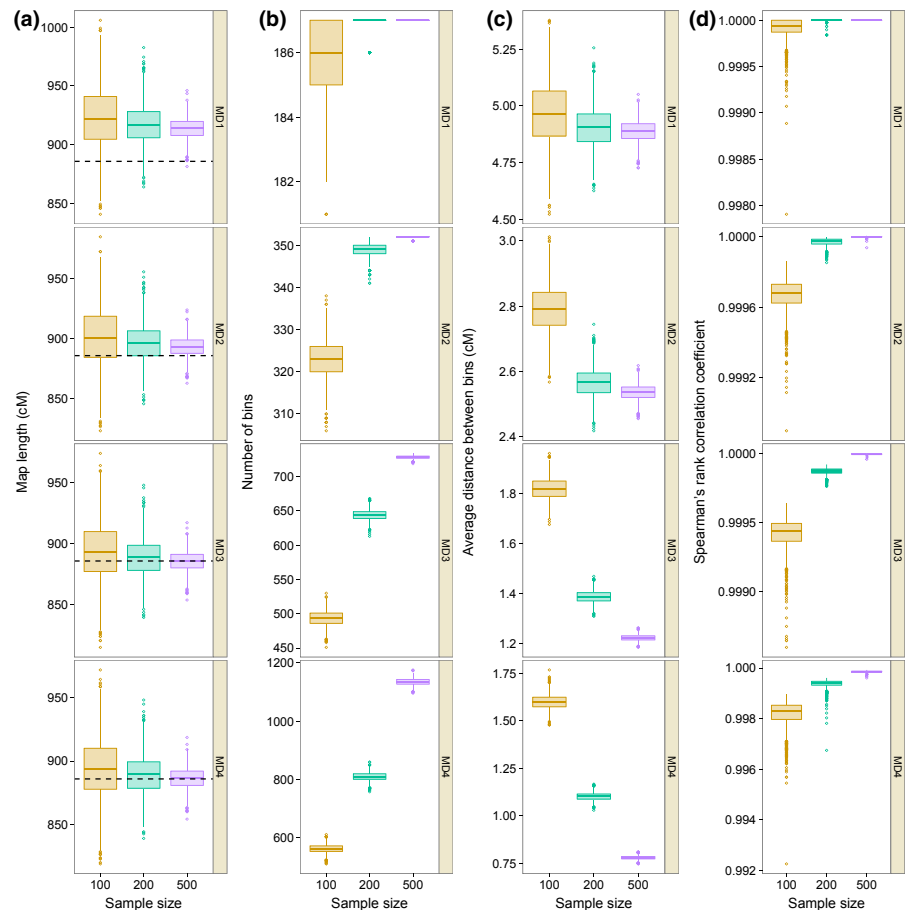 (a)
Map length (cM)
1000
950
900
850
MD1
950
900
850
MD2
950
900
850
MD3
950
900
850
MD4
100 200 500
Sample size
(b)
Number of bins
186
184
182
MD1
350
340
330
320
310
MD2
700
650
600
550
500
450
MD3
1200
1000
800
600
MD4
100 200 500
Sample size
(c)
Average distance between bins (cM)
5.25
5.00
4.75
4.50
MD1
3.0
2.8
2.6
2.4
MD2
1.8
1.6
1.4
1.2
MD3
1.75
1.50
1.25
1.00
0.75
MD4
100 200 500
Sample size
(d)
Spearman's rank correlation coefficient
1.0000
0.9995
0.9990
0.9985
0.9980
MD1
1.0000
0.9996
0.9992
MD2
1.0000
0.9995
0.9990
MD3
1.000
0.998
0.996
0.994
0.992
MD4
100 200 500
Sample size